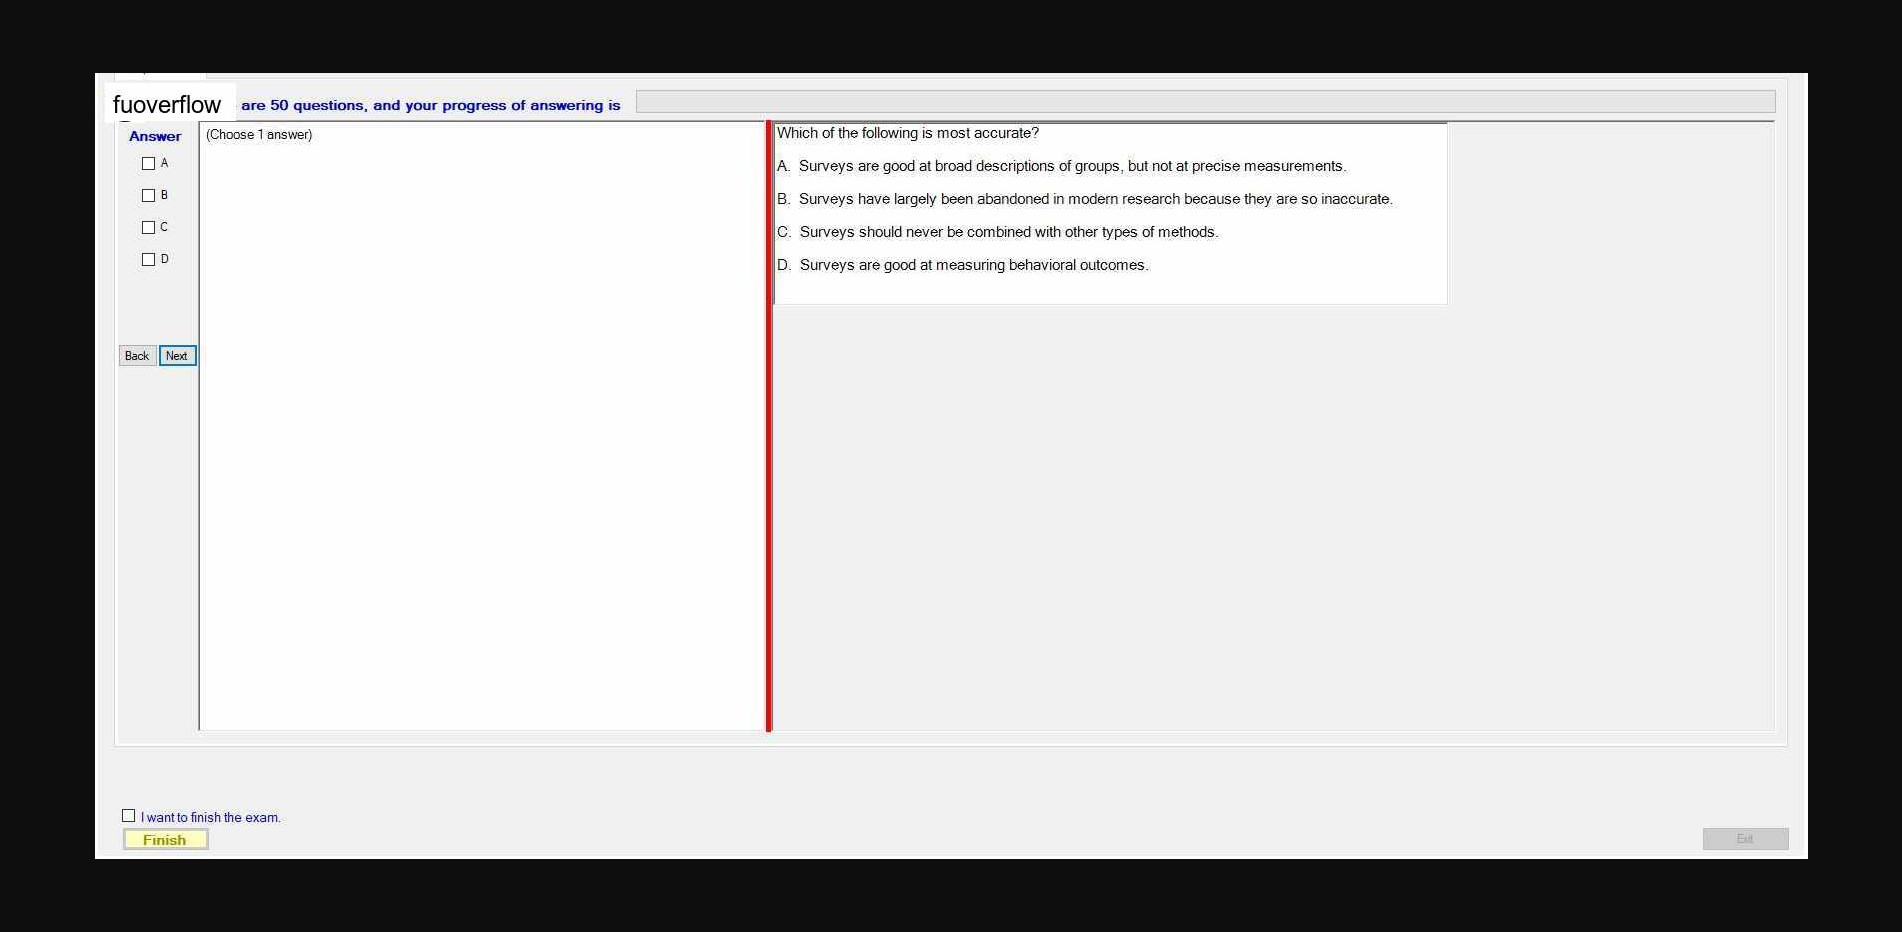 fuoverflow are 50 questions, and your progress of answering is
Answer
(Choose 1 answer)
A
B
C
D
Back Next
Which of the following is most accurate?
A. Surveys are good at broad descriptions of groups, but not at precise measurements.
B. Surveys have largely been abandoned in modern research because they are so inaccurate.
C. Surveys should never be combined with other types of methods.
D. Surveys are good at measuring behavioral outcomes.
I want to finish the exam.
Finish
Exit